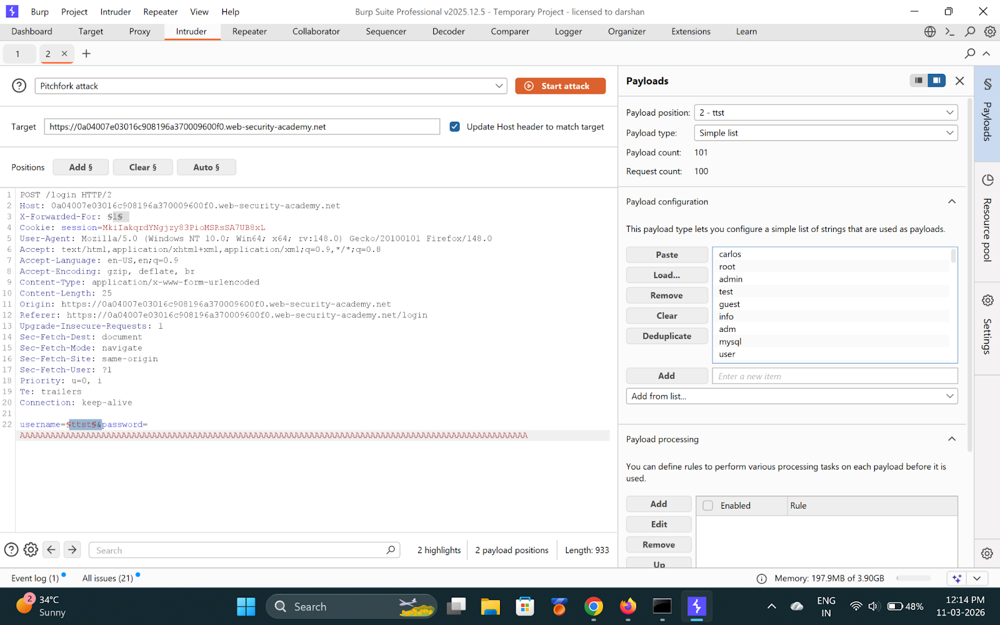 Burp Project Intruder Repeater View Help Burp Suite Professional v2025.12.5 - Temporary Project - licensed to darshan
Dashboard Target Proxy Intruder Repeater Collaborator Sequencer Decoder Comparer Logger Organizer Extensions Learn
1 2
Pitchfork attack Start attack
Target https://0a04007e03016c908196a370009600f0.web-security-academy.net Update Host header to match target
Positions Add § Clear § Auto §
1 POST /login HTTP/2
2 Host: 0a04007e03016c908196a370009600f0.web-security-academy.net
3 X-Forwarded-For: §1§
4 Cookie: session=MkiIakqrdYNgjzy83PioMSRsSA7UB8xL
5 User-Agent: Mozilla/5.0 (Windows NT 10.0; Win64; x64; rv:148.0) Gecko/20100101 Firefox/148.0
6 Accept: text/html,application/xhtml+xml,application/xml;q=0.9,*/*;q=0.8
7 Accept-Language: en-US,en;q=0.9
8 Accept-Encoding: gzip, deflate, br
9 Content-Type: application/x-www-form-urlencoded
10 Content-Length: 25
11 Origin: https://0a04007e03016c908196a370009600f0.web-security-academy.net
12 Referer: https://0a04007e03016c908196a370009600f0.web-security-academy.net/login
13 Upgrade-Insecure-Requests: 1
14 Sec-Fetch-Dest: document
15 Sec-Fetch-Mode: navigate
16 Sec-Fetch-Site: same-origin
17 Sec-Fetch-User: ?1
18 Priority: u=0, i
19 Te: trailers
20 Connection: keep-alive
21
22 username=§ttst§&password=
Search 2 highlights 2 payload positions Length: 933
Payloads
Payload position: 2 - ttst
Payload type: Simple list
Payload count: 101
Request count: 100
Payload configuration
This payload type lets you configure a simple list of strings that are used as payloads.
Paste
Load...
Remove
Clear
Deduplicate
carlos
root
admin
test
guest
info
adm
mysql
user
Add Enter a new item
Add from list...
Payload processing
You can define rules to perform various processing tasks on each payload before it is
used.
Add
Edit
Remove
Up
Enabled Rule
§ Payloads
Resource pool
Settings
Event log (1) All issues (21) Memory: 197.9MB of 3.90GB
2
34°C
Sunny
Search
ENG
IN
48%
12:14 PM
11-03-2026